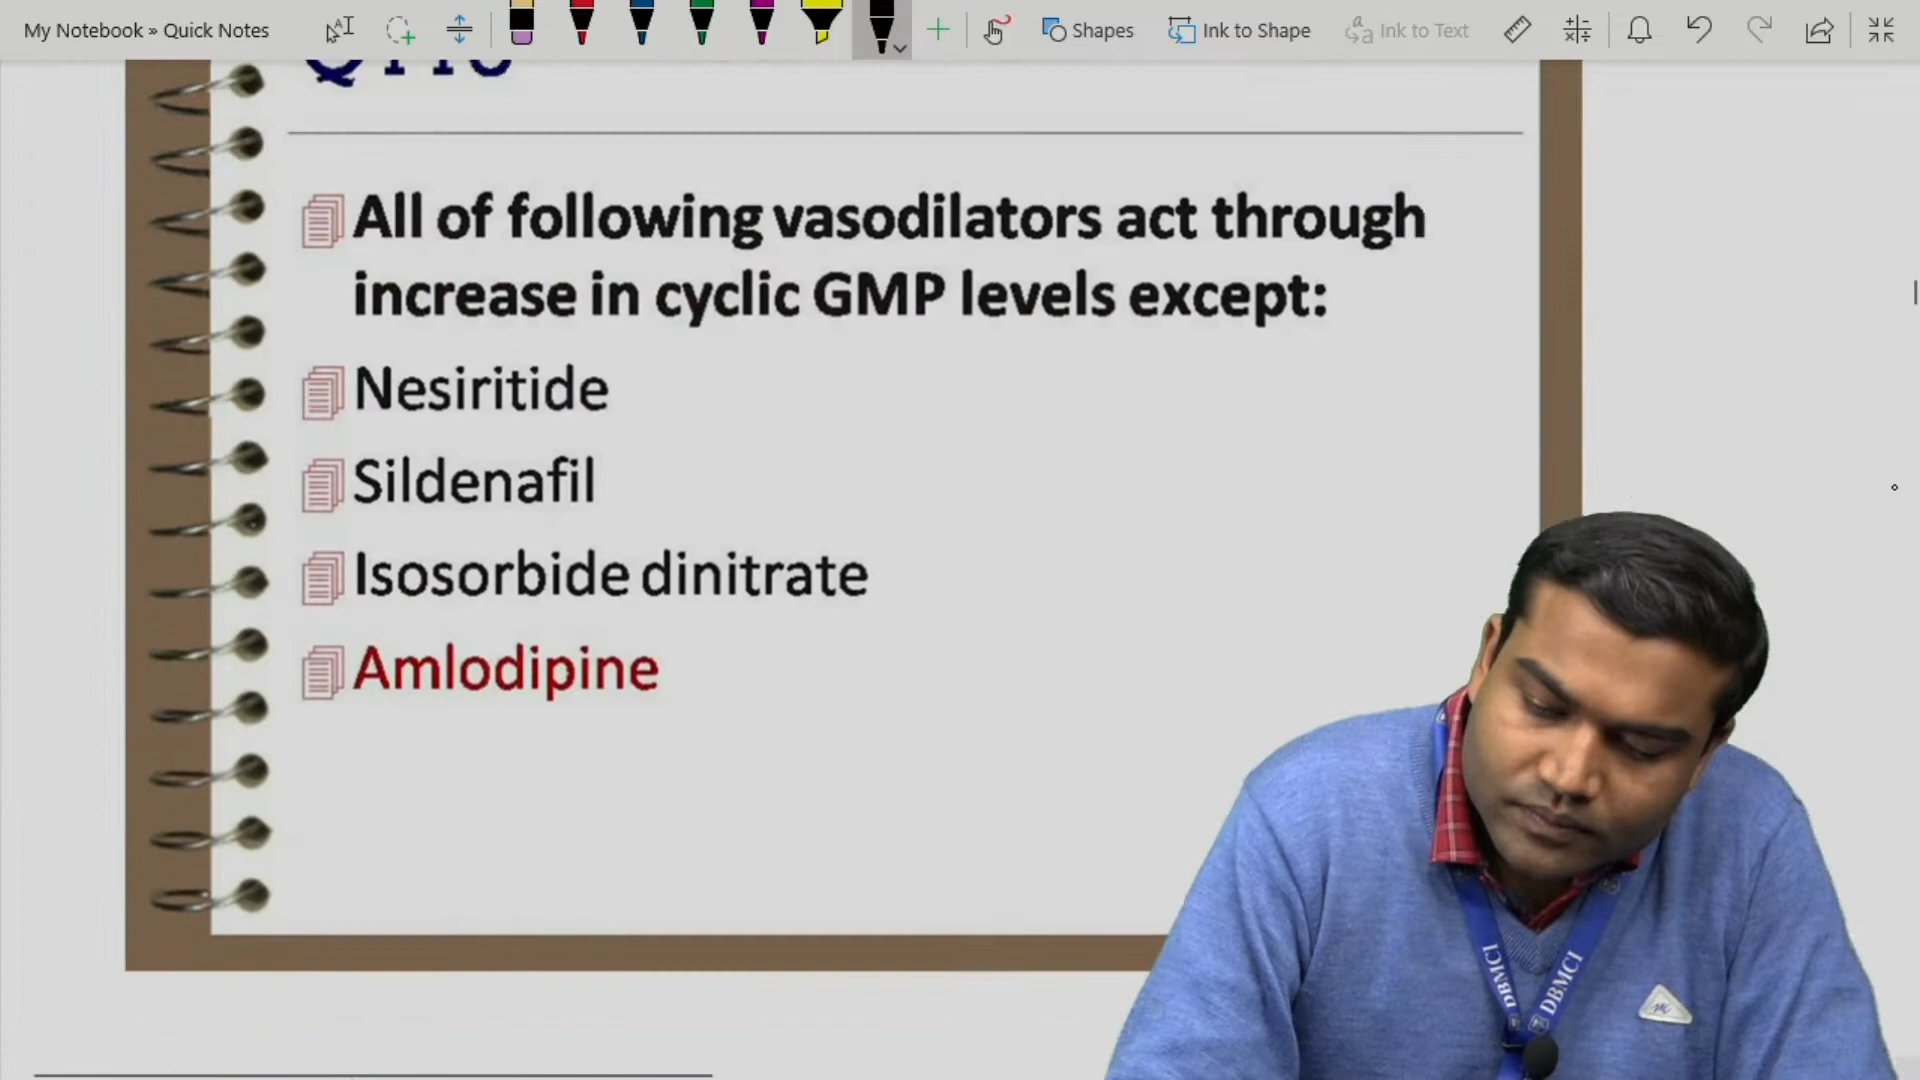 My Notebook » Quick Notes
Shapes
Ink to Shape
Ink to Text
All of following vasodilators act through
increase in cyclic GMP levels except:
Nesiritide
Sildenafil
Isosorbide dinitrate
Amlodipine
DBMCI
DBMCI